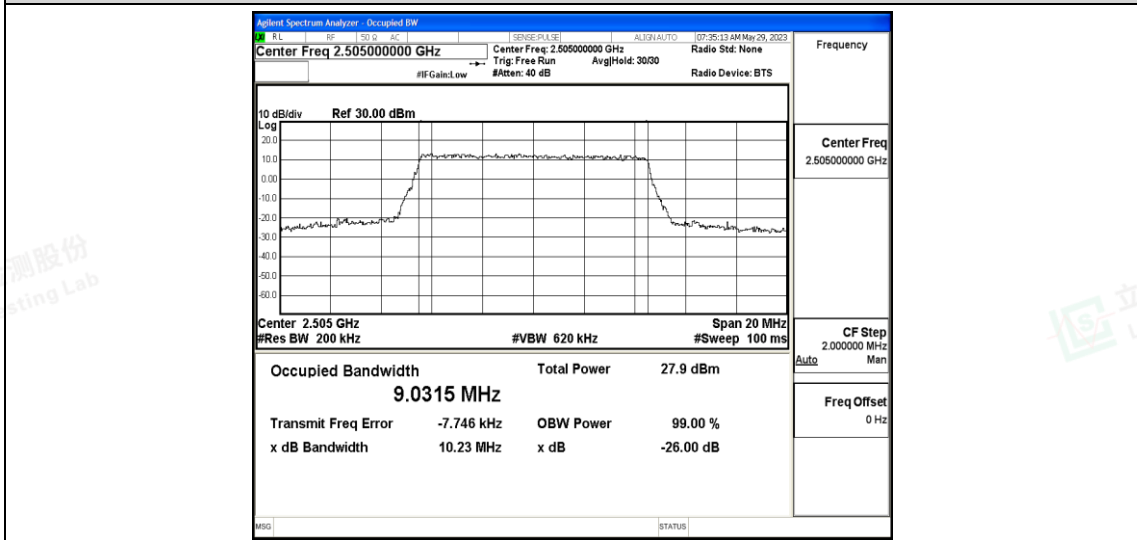 Agilent Spectrum Analyzer - Occupied BW
RL RF 50 Ω AC SENSE:PULSE ALIGN AUTO 07:35:13 AM May 29, 2023
Center Freq 2.505000000 GHz Center Freq: 2.505000000 GHz Radio Std: None Frequency
Trig: Free Run Avg|Hold: 30/30
#IFGain:Low #Atten: 40 dB Radio Device: BTS
10 dB/div Ref 30.00 dBm
Log
20.0
10.0
0.00
-10.0
-20.0
-30.0
-40.0
-50.0
-60.0
Center 2.505 GHz Span 20 MHz
#Res BW 200 kHz #VBW 620 kHz #Sweep 100 ms
Occupied Bandwidth Total Power 27.9 dBm
9.0315 MHz
Transmit Freq Error -7.746 kHz OBW Power 99.00 %
x dB Bandwidth 10.23 MHz x dB -26.00 dB
Center Freq
2.505000000 GHz
CF Step
2.000000 MHz
Auto Man
Freq Offset
0 Hz
MSG STATUS
测股份
sting Lab
立